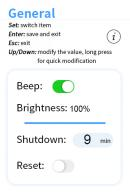 General
Set: switch item
Enter: save and exit
Esc: exit
i
Up/Down: modify the value, long press
for quick modification
Beep:
Brightness: 100%
Shutdown: 9 min
Reset: